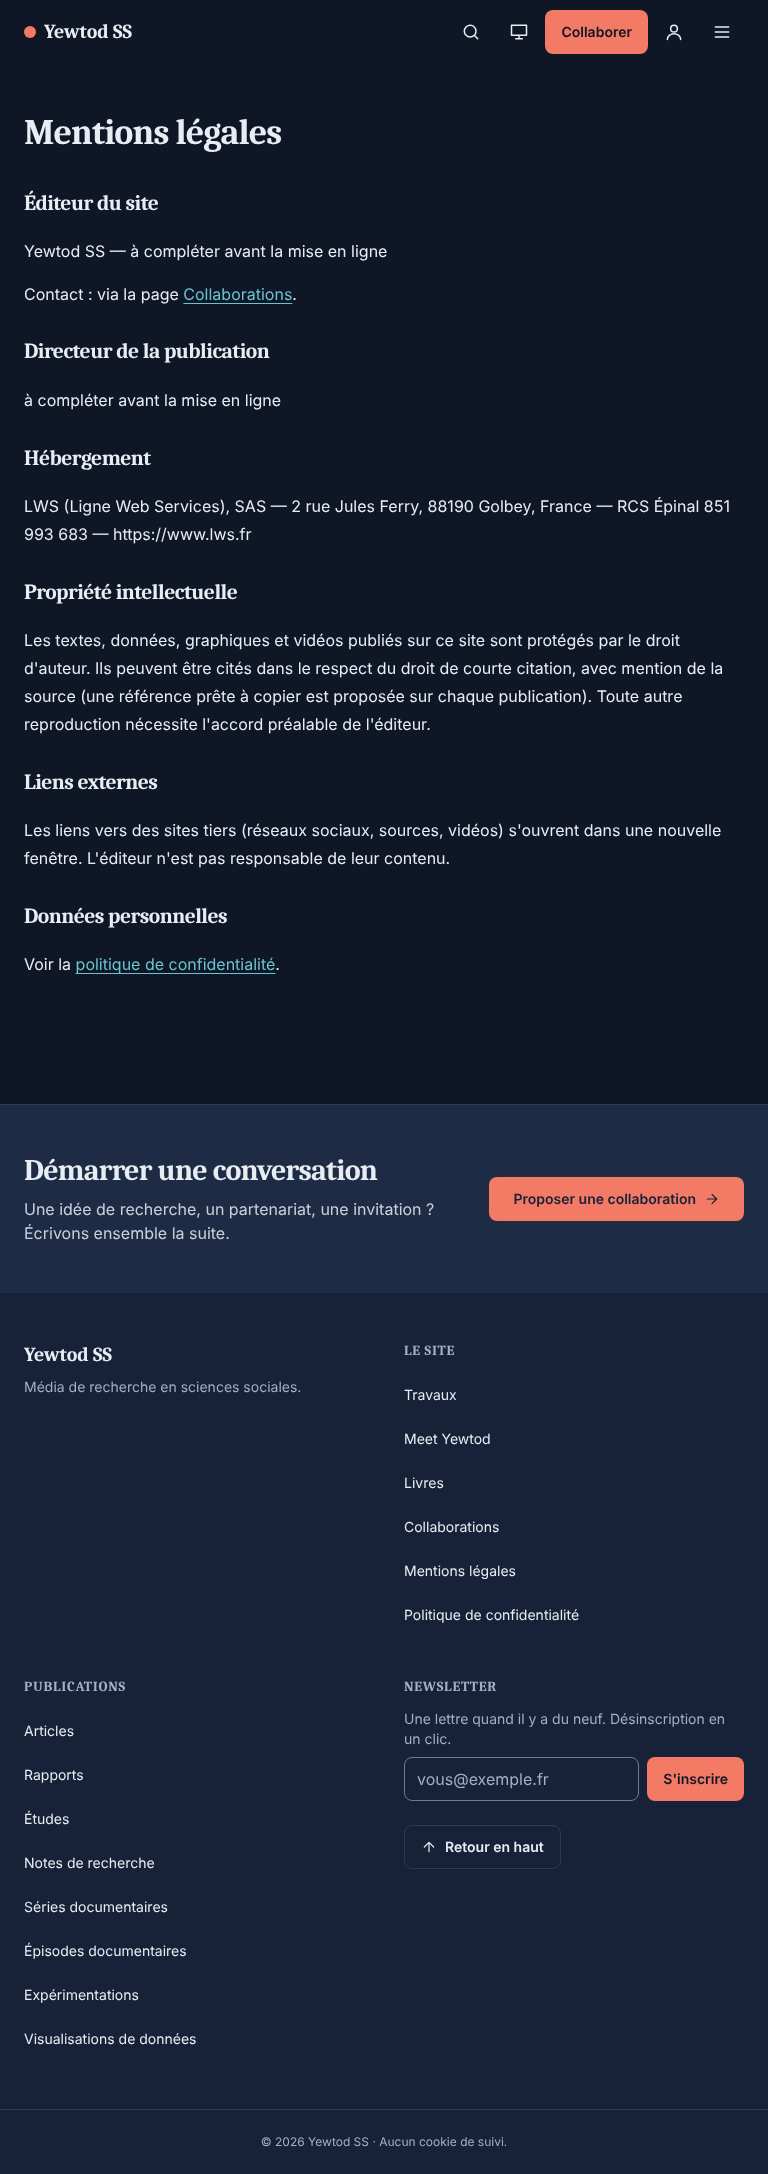 Yewtod SS
Collaborer
Mentions légales
Éditeur du site
Yewtod SS — à compléter avant la mise en ligne
Contact : via la page Collaborations.
Directeur de la publication
à compléter avant la mise en ligne
Hébergement
LWS (Ligne Web Services), SAS — 2 rue Jules Ferry, 88190 Golbey, France — RCS Épinal 851
993 683 — https://www.lws.fr
Propriété intellectuelle
Les textes, données, graphiques et vidéos publiés sur ce site sont protégés par le droit
d'auteur. Ils peuvent être cités dans le respect du droit de courte citation, avec mention de la
source (une référence prête à copier est proposée sur chaque publication). Toute autre
reproduction nécessite l'accord préalable de l'éditeur.
Liens externes
Les liens vers des sites tiers (réseaux sociaux, sources, vidéos) s'ouvrent dans une nouvelle
fenêtre. L'éditeur n'est pas responsable de leur contenu.
Données personnelles
Voir la politique de confidentialité.
Démarrer une conversation
Une idée de recherche, un partenariat, une invitation ?
Écrivons ensemble la suite.
Proposer une collaboration →
Yewtod SS
Média de recherche en sciences sociales.
LE SITE
Travaux
Meet Yewtod
Livres
Collaborations
Mentions légales
Politique de confidentialité
PUBLICATIONS
Articles
Rapports
Études
Notes de recherche
Séries documentaires
Épisodes documentaires
Expérimentations
Visualisations de données
NEWSLETTER
Une lettre quand il y a du neuf. Désinscription en
un clic.
vous@exemple.fr
S'inscrire
↑ Retour en haut
© 2026 Yewtod SS · Aucun cookie de suivi.